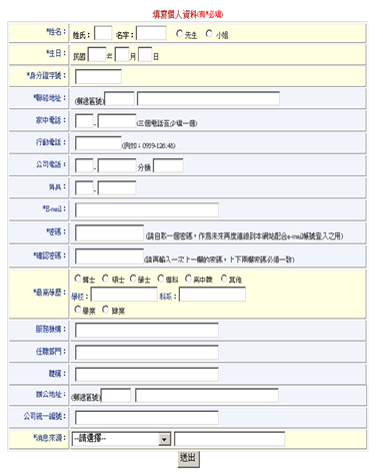 填寫個人資料(有*必填)
*姓名： 姓氏： 名字： 先生 小姐
*生日： 民國 年 月 日
*身分證字號：
*聯絡地址： (郵遞區號)
家中電話： - (三個電話至少填一個)
行動電話： (例如：0939-126-48)
公司電話： - 分機
傳真： -
*E-mail：
*密碼： (請自取一個密碼，作爲未來再度連線到本網站配合e-mail帳號登入之用)
*確認密碼： (請再輸入一次上一欄的密碼，上下兩欄密碼必須一致)
*最高學歷： 博士 碩士 學士 專科 高中職 其他
學校： 科系：
畢業 肄業
服務機構：
任職部門：
職稱：
辦公地址： (郵遞區號)
公司統一編號：
*消息來源： --請選擇--
送出